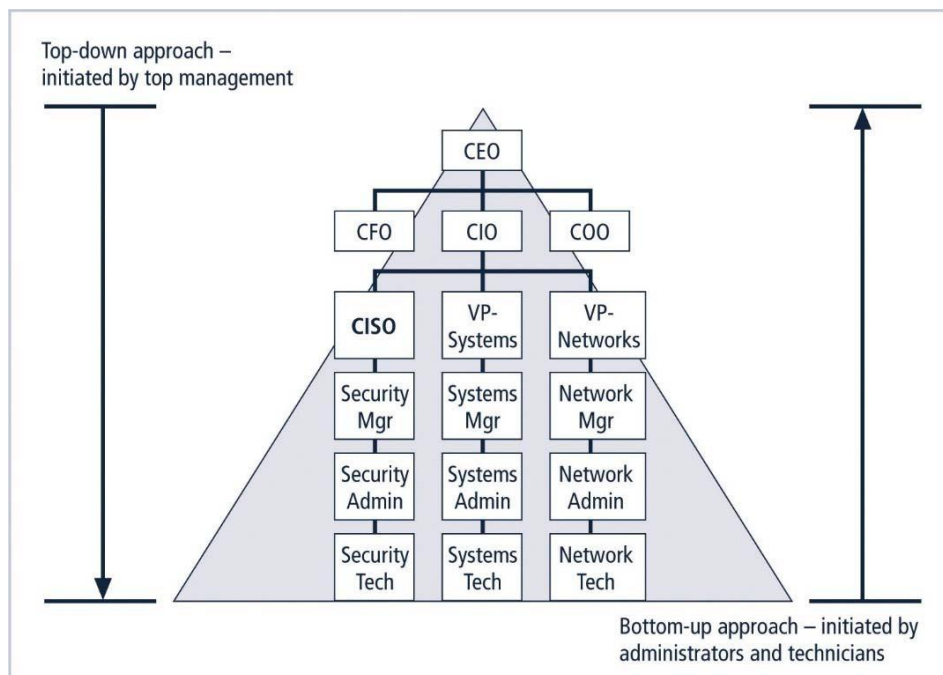 Top-down approach –
initiated by top management
CEO
CFO
CIO
COO
CISO
VP-
Systems
VP-
Networks
Security
Mgr
Systems
Mgr
Network
Mgr
Security
Admin
Systems
Admin
Network
Admin
Security
Tech
Systems
Tech
Network
Tech
Bottom-up approach – initiated by
administrators and technicians